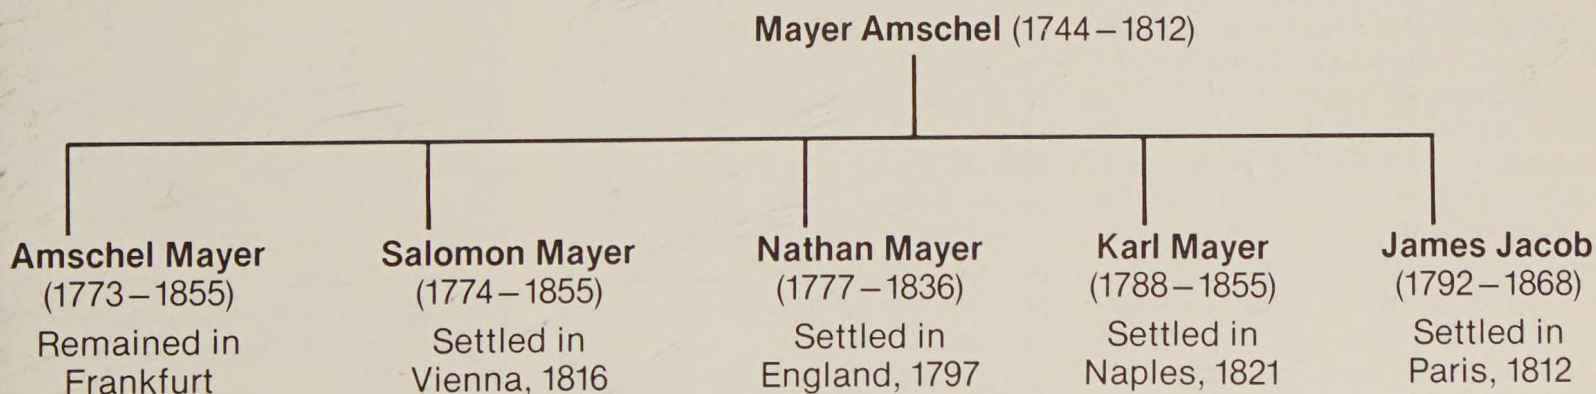 Mayer Amschel (1744–1812)
Amschel Mayer
(1773–1855)
Remained in
Frankfurt
Salomon Mayer
(1774–1855)
Settled in
Vienna, 1816
Nathan Mayer
(1777–1836)
Settled in
England, 1797
Karl Mayer
(1788–1855)
Settled in
Naples, 1821
James Jacob
(1792–1868)
Settled in
Paris, 1812